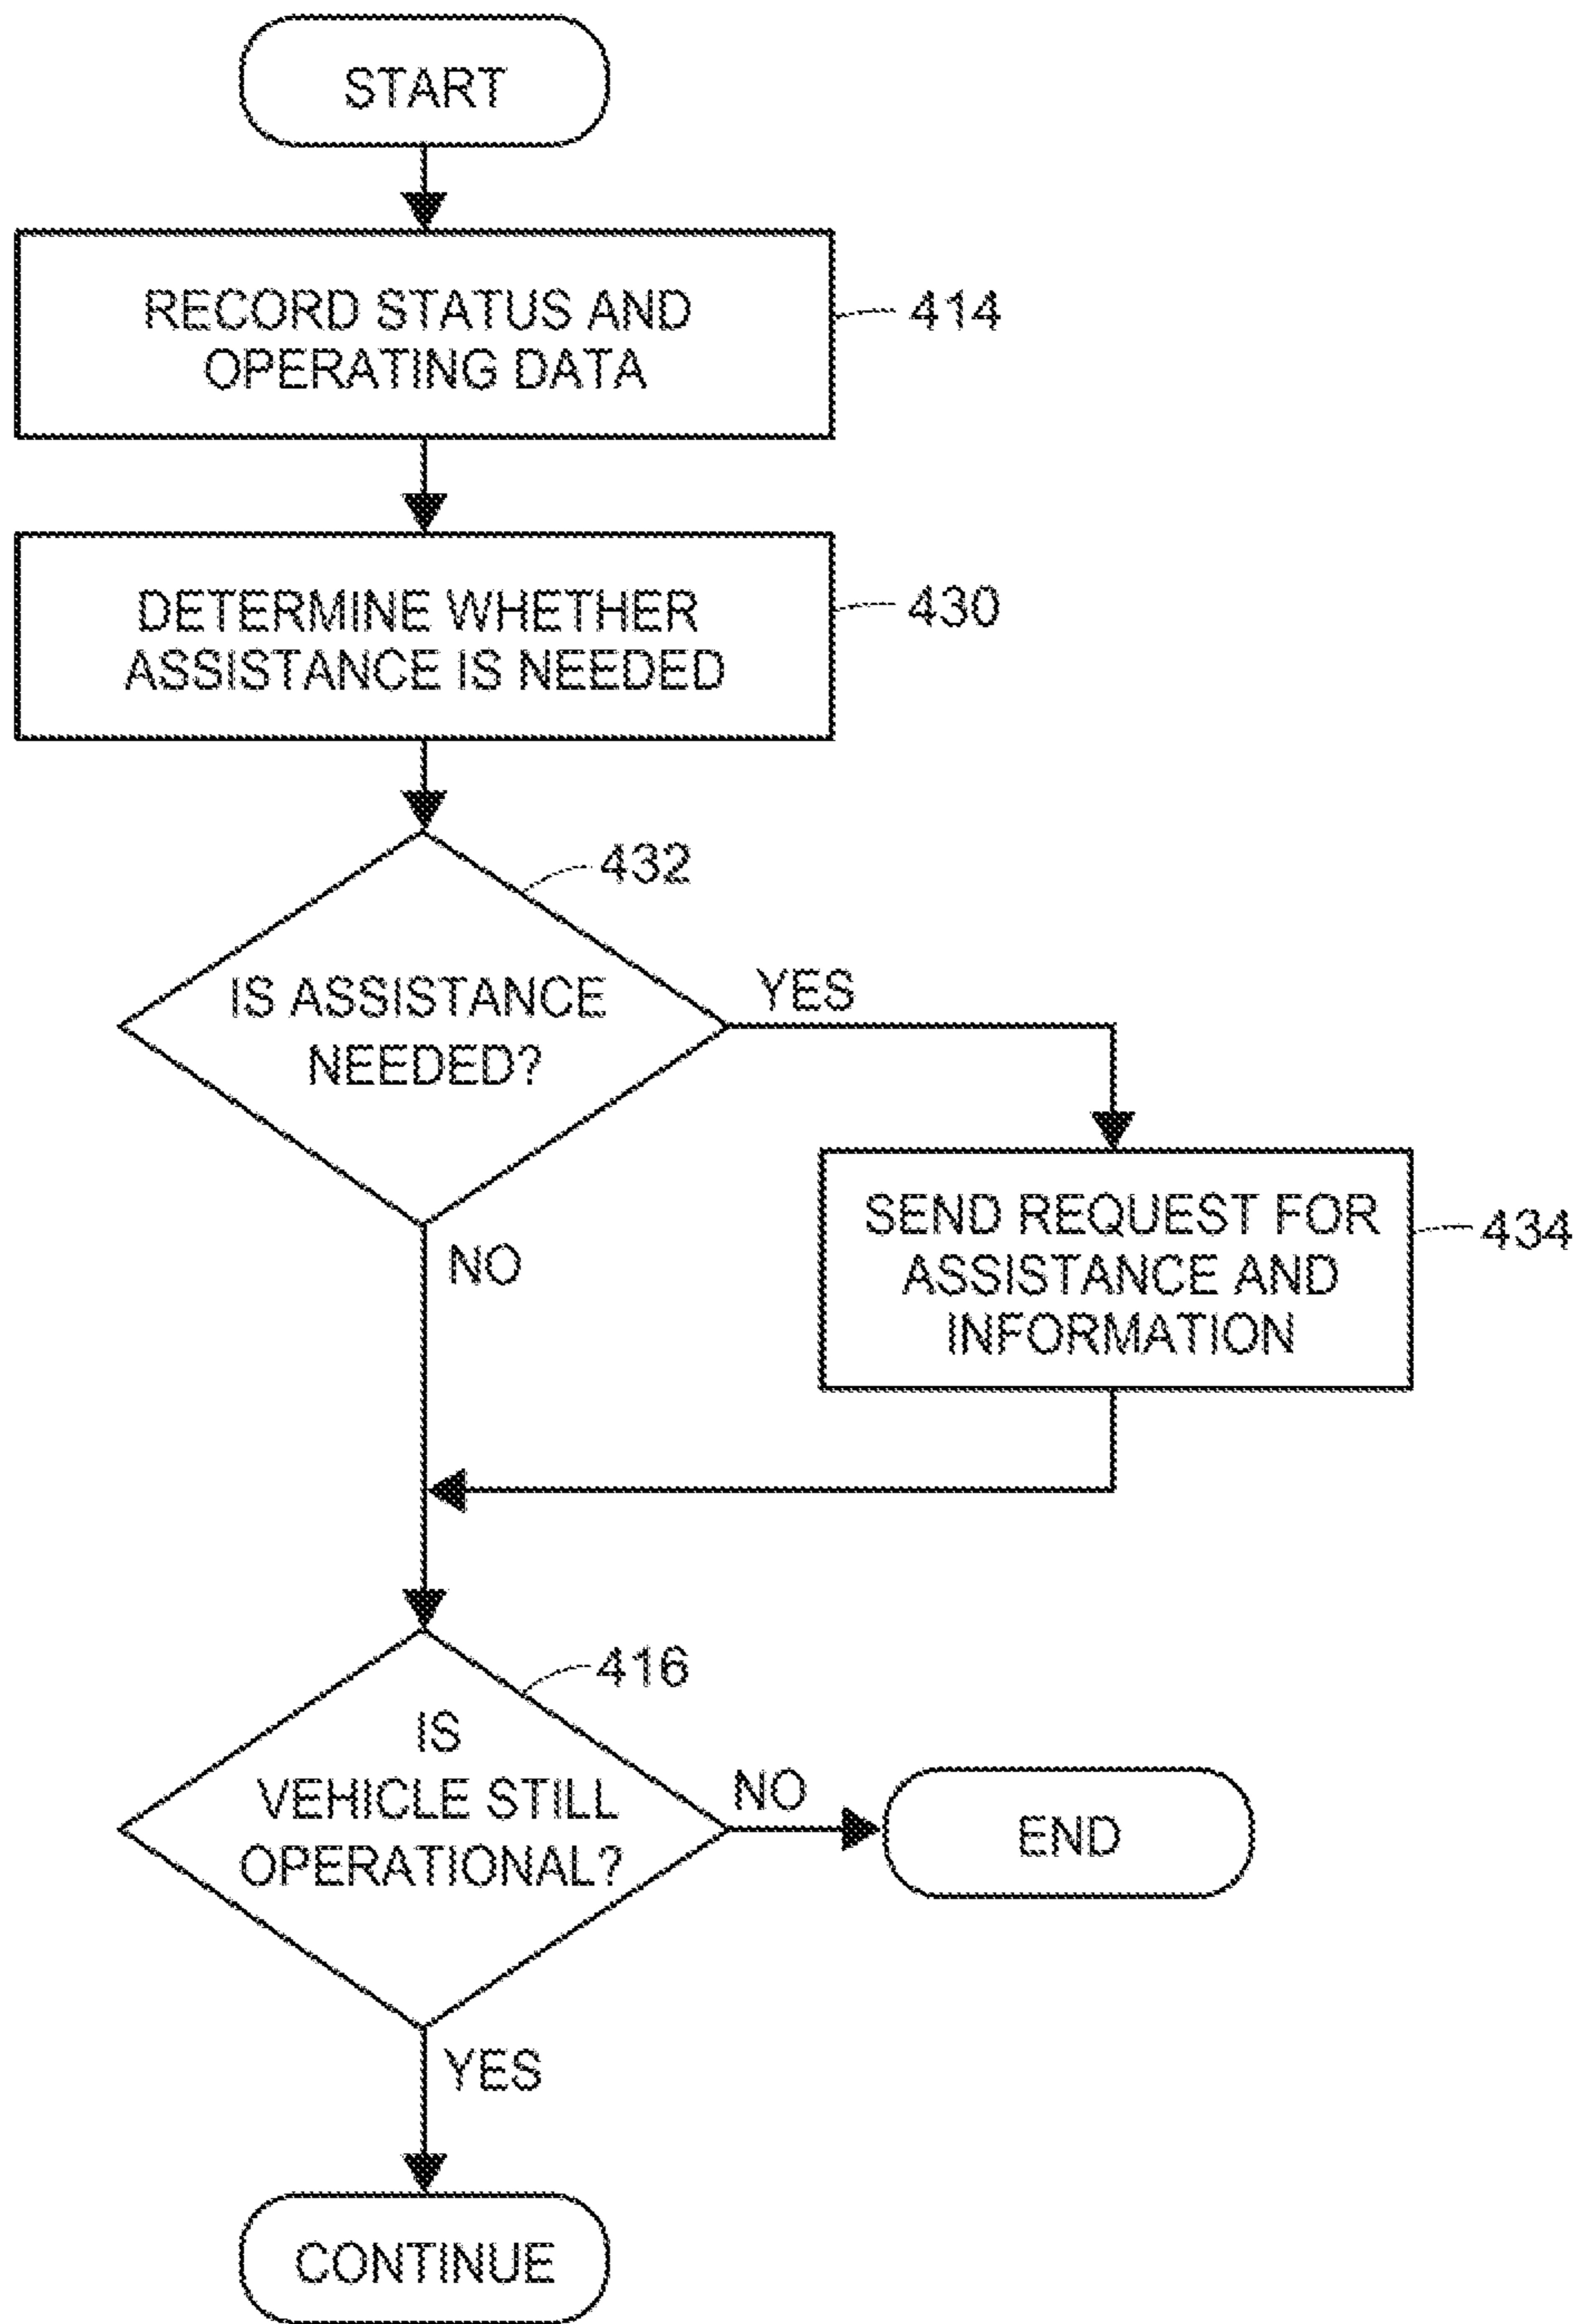 START
RECORD STATUS AND
OPERATING DATA
414
DETERMINE WHETHER
ASSISTANCE IS NEEDED
430
432
IS ASSISTANCE
NEEDED?
YES
NO
SEND REQUEST FOR
ASSISTANCE AND
INFORMATION
434
416
IS
VEHICLE STILL
OPERATIONAL?
NO
END
YES
CONTINUE